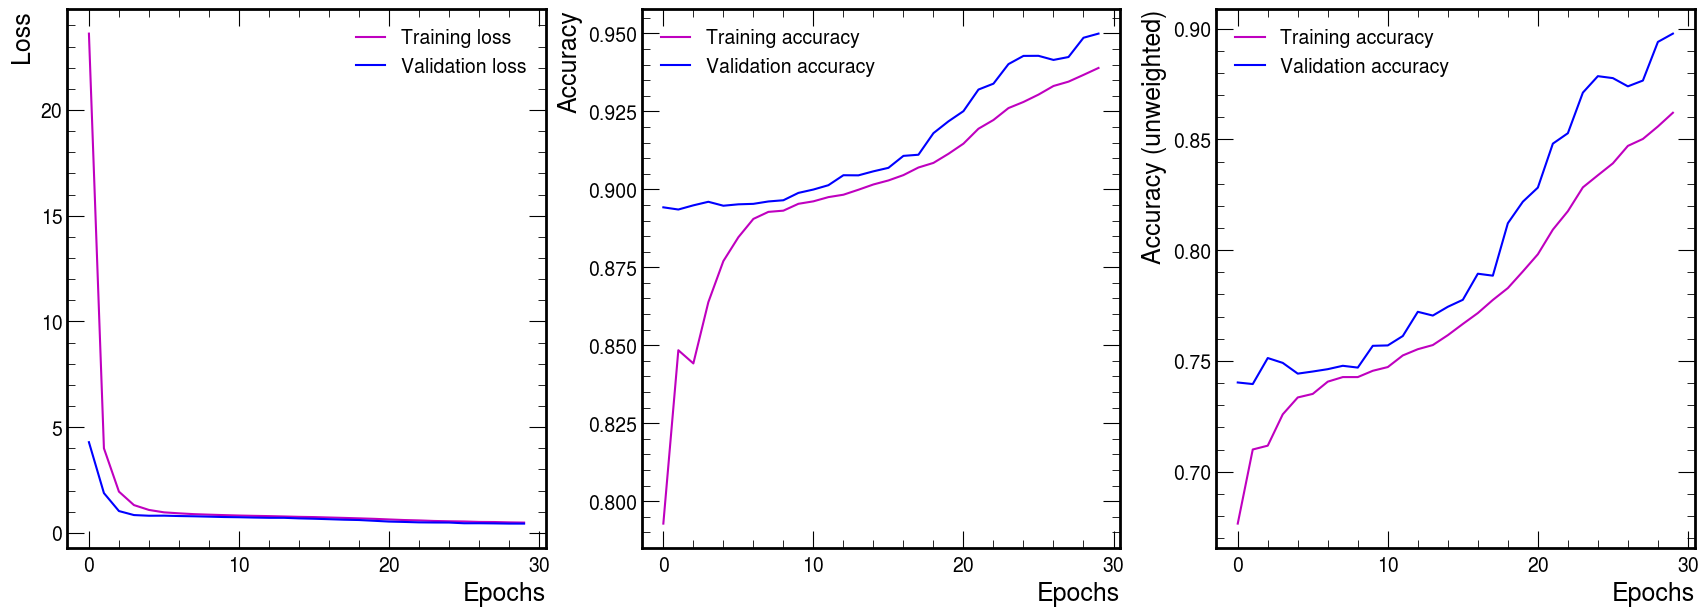 Loss
Training loss
Validation loss
20
15
10
5
0
0
10
20
30
Epochs
Accuracy
Training accuracy
Validation accuracy
0.950
0.925
0.900
0.875
0.850
0.825
0.800
0
10
20
30
Epochs
Accuracy (unweighted)
Training accuracy
Validation accuracy
0.90
0.85
0.80
0.75
0.70
0
10
20
30
Epochs